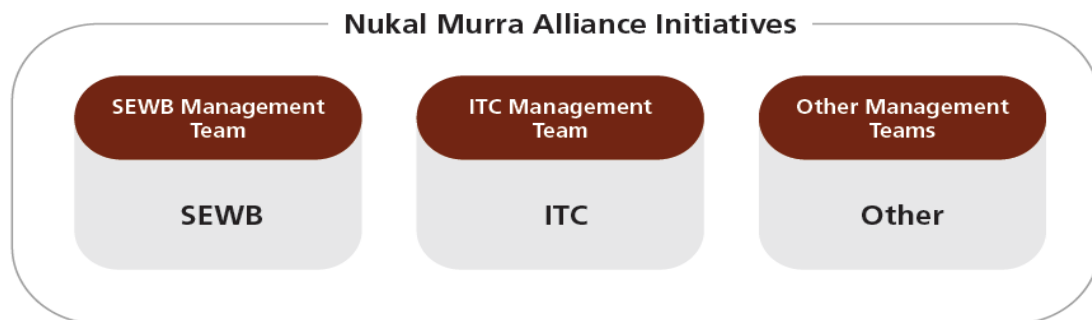 Nukal Murra Alliance Initiatives
SEWB Management
Team
SEWB
ITC Management
Team
ITC
Other Management
Teams
Other